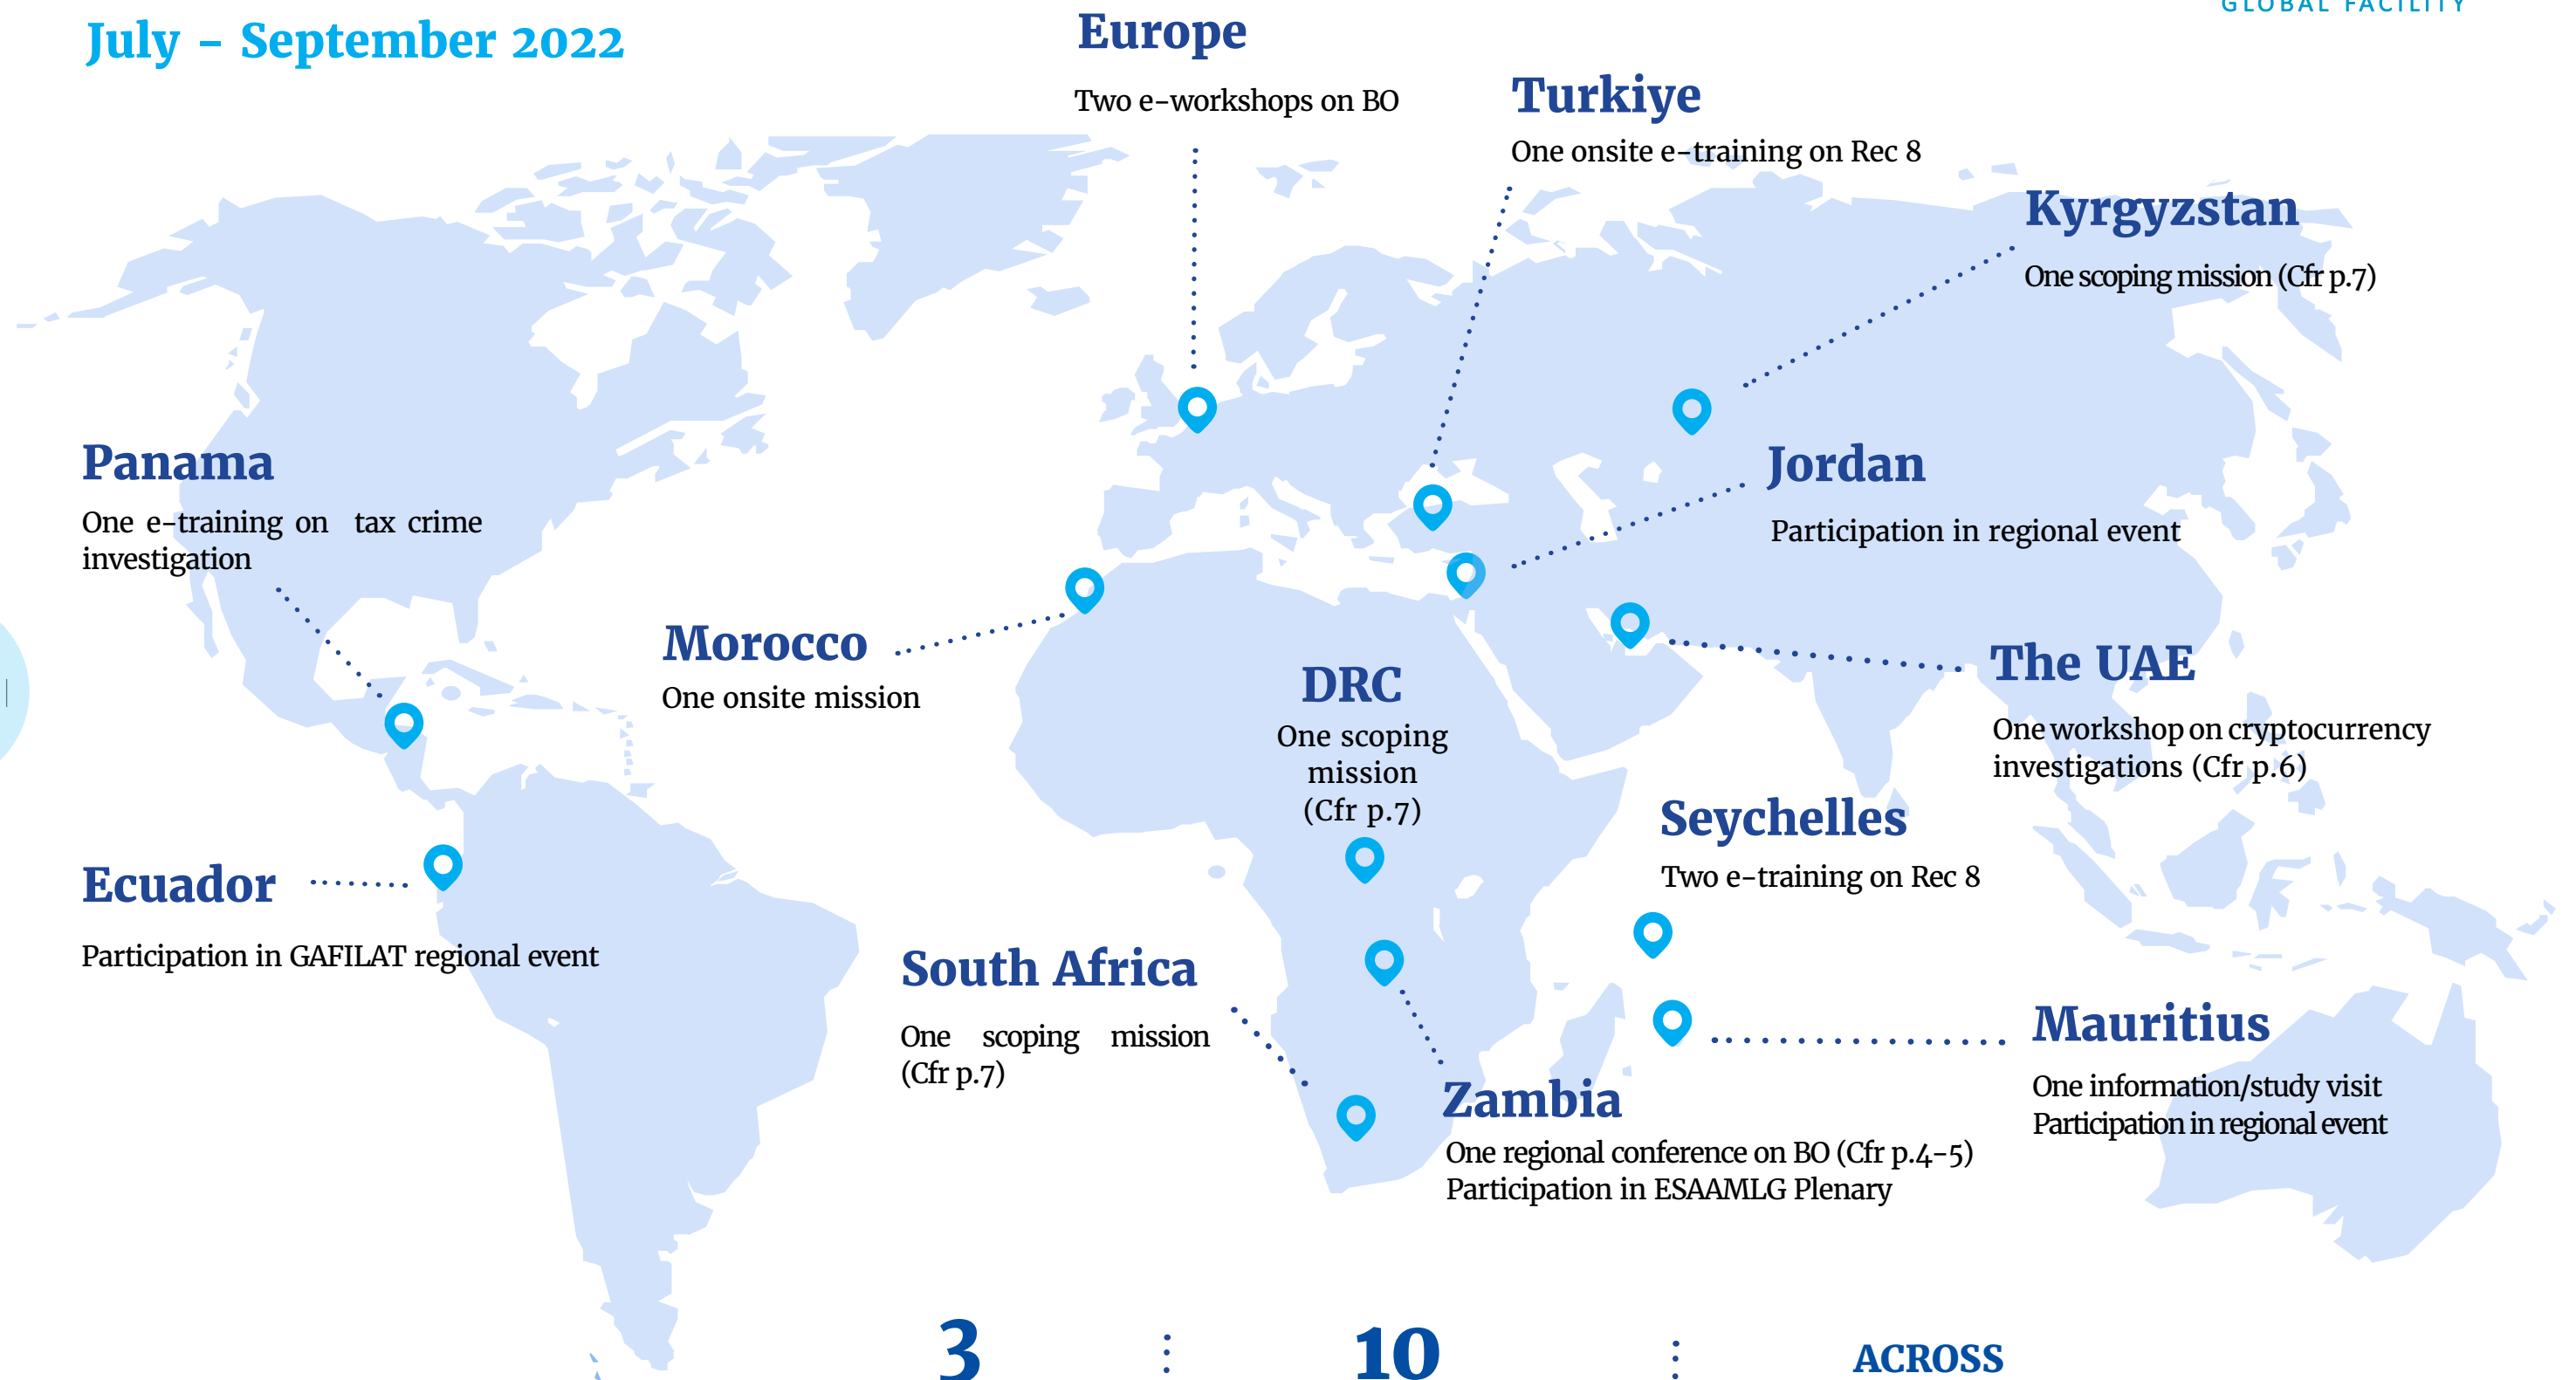 GLOBAL FACILITY
July – September 2022
Europe
Two e-workshops on BO
Turkiye
One onsite e-training on Rec 8
Kyrgyzstan
One scoping mission (Cfr p.7)
Panama
One e-training on tax crime
investigation
Jordan
Participation in regional event
Morocco
One onsite mission
DRC
One scoping
mission
(Cfr p.7)
The UAE
One workshop on cryptocurrency
investigations (Cfr p.6)
Seychelles
Two e-training on Rec 8
Ecuador
Participation in GAFILAT regional event
South Africa
One scoping mission
(Cfr p.7)
Mauritius
One information/study visit
Participation in regional event
Zambia
One regional conference on BO (Cfr p.4-5)
Participation in ESAAMLG Plenary
3
10
ACROSS